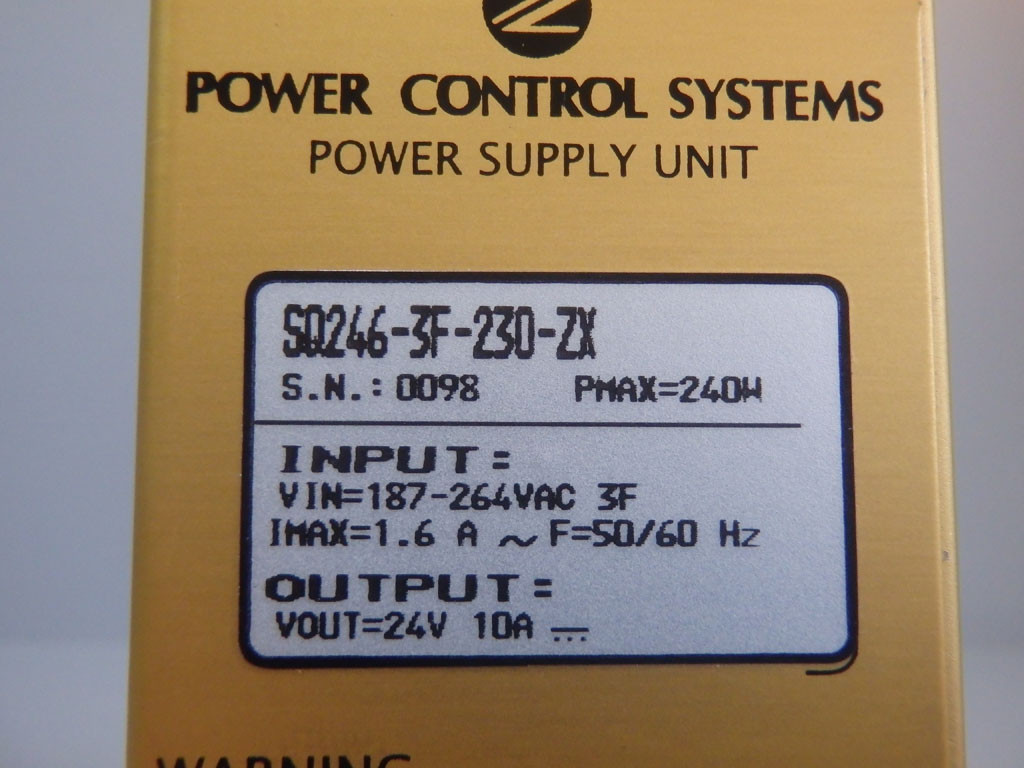 POWER CONTROL SYSTEMS
POWER SUPPLY UNIT
SQ246-3F-230-ZX
S.N.: 0098 PMAX=240W
INPUT:
VIN=187-264VAC 3F
IMAX=1.6 A ~ F=50/60 Hz
OUTPUT:
VOUT=24V 10A ⎓
WARNING